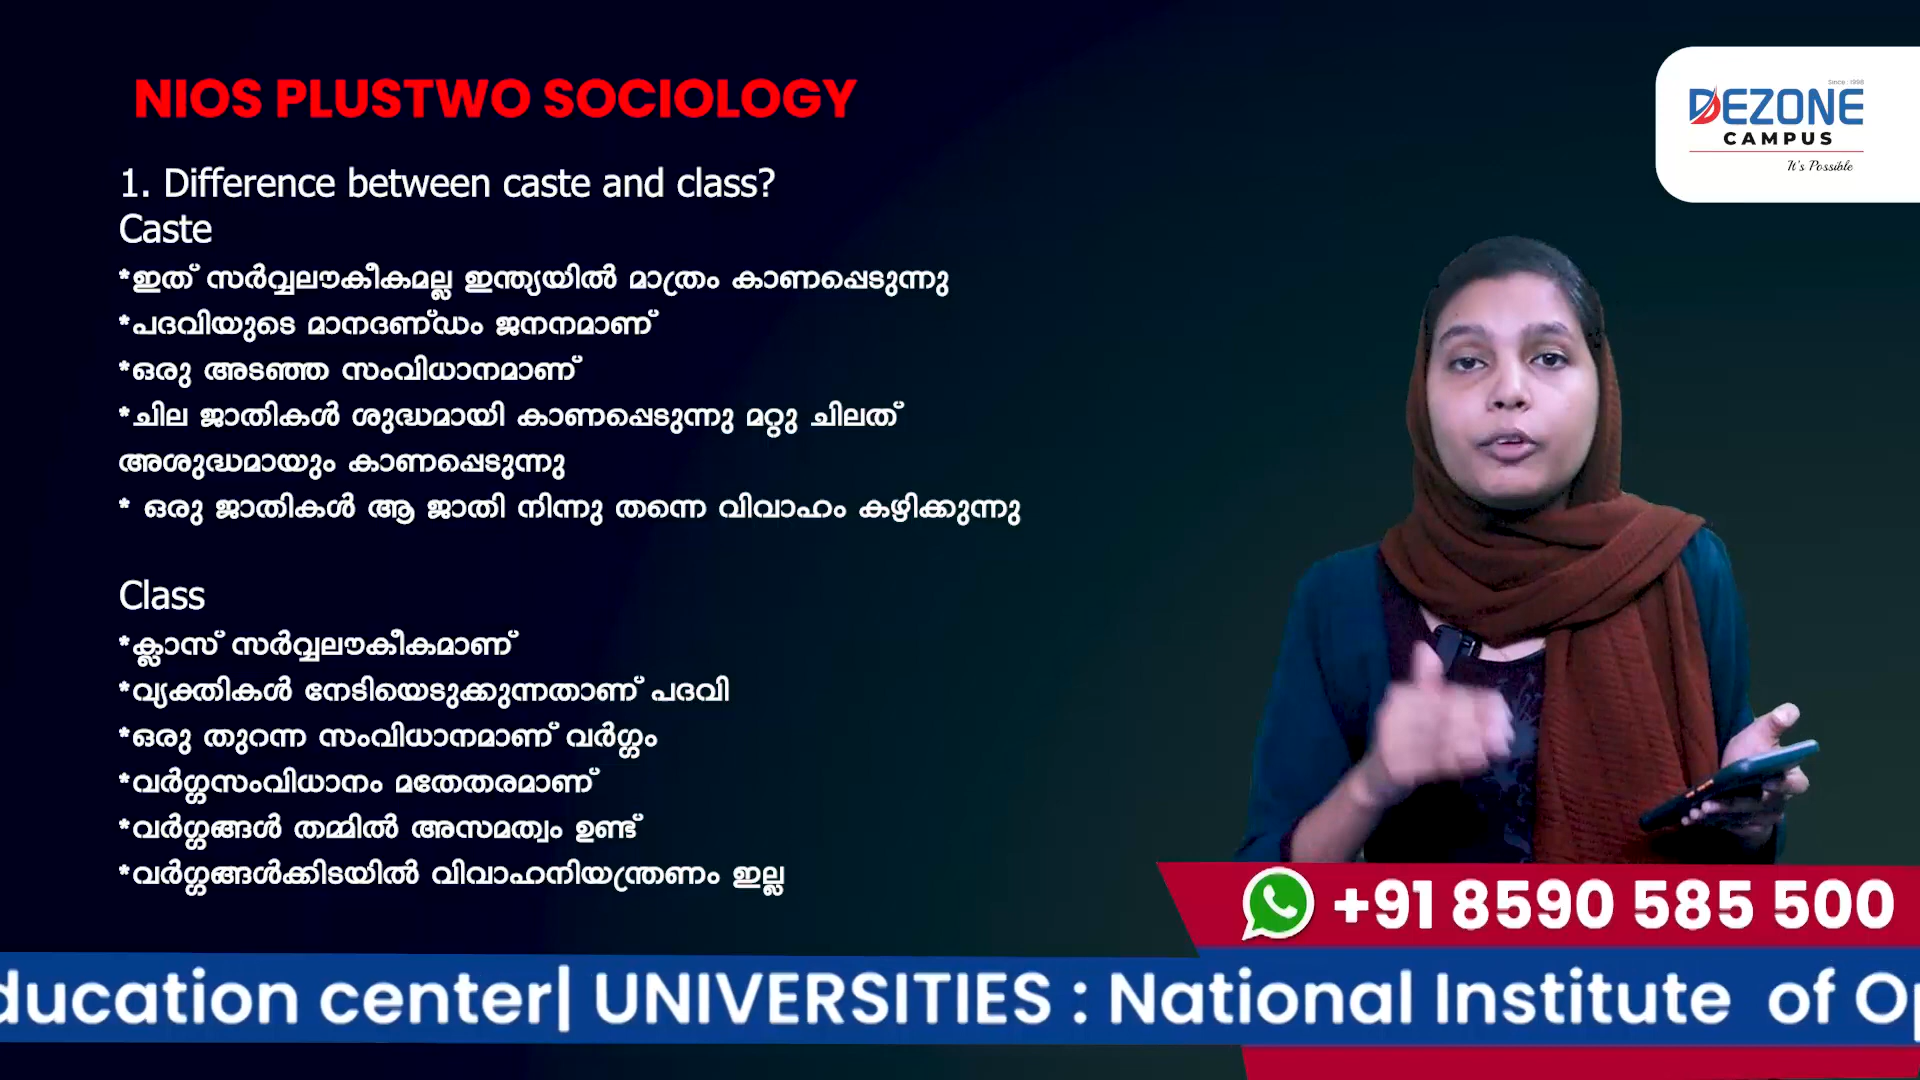 NIOS PLUSTWO SOCIOLOGY
Since : 1998
DEZONE
CAMPUS
It's Possible
1. Difference between caste and class?
Caste
*ഇത് സർവ്വലൗകീകമല്ല ഇന്ത്യയിൽ മാത്രം കാണപ്പെടുന്നു
*പദവിയുടെ മാനദണ്ഡം ജനനമാണ്
*ഒരു അടഞ്ഞ സംവിധാനമാണ്
*ചില ജാതികൾ ശുദ്ധമായി കാണപ്പെടുന്നു മറ്റു ചിലത്
അശുദ്ധമായും കാണപ്പെടുന്നു
* ഒരു ജാതികൾ ആ ജാതി നിന്നു തന്നെ വിവാഹം കഴിക്കുന്നു
Class
*ക്ലാസ് സർവ്വലൗകീകമാണ്
*വ്യക്തികൾ നേടിയെടുക്കുന്നതാണ് പദവി
*ഒരു തുറന്ന സംവിധാനമാണ് വർഗ്ഗം
*വർഗ്ഗസംവിധാനം മതേതരമാണ്
*വർഗ്ഗങ്ങൾ തമ്മിൽ അസമത്വം ഉണ്ട്
*വർഗ്ഗങ്ങൾക്കിടയിൽ വിവാഹനിയന്ത്രണം ഇല്ല
+91 8590 585 500
ducation center| UNIVERSITIES : National Institute of Op